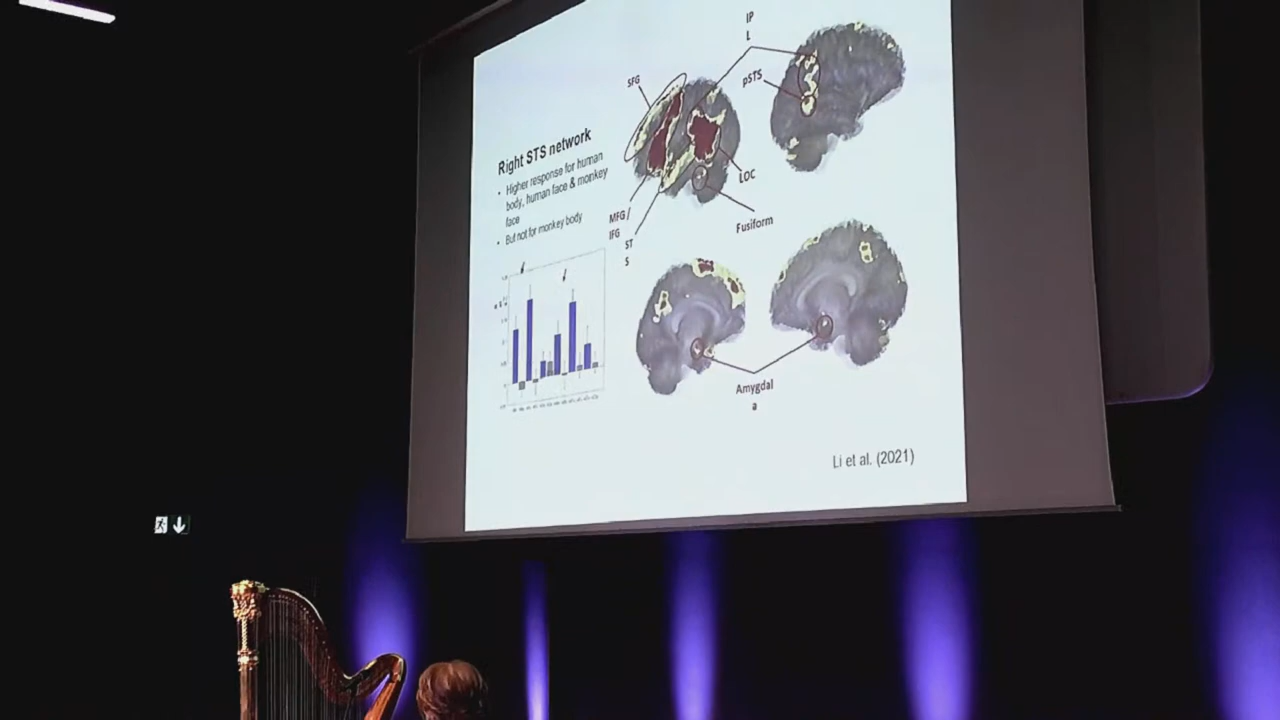 IP
L
SFG
pSTS
Right STS network
• Higher response for human
body, human face & monkey
face
• But not for monkey body
LOC
MFG /
IFG
ST
S
Fusiform
Amygdal
a
Li et al. (2021)